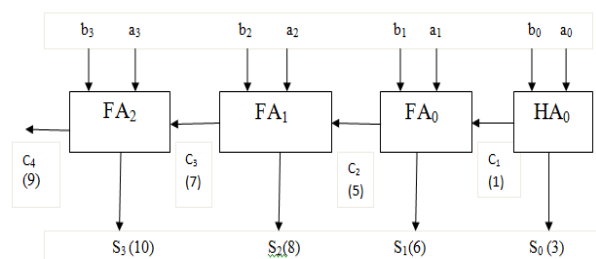 b₃ a₃ b₂ a₂ b₁ a₁ b₀ a₀
FA₂ FA₁ FA₀ HA₀
C₄
(9)
C₃
(7)
C₂
(5)
C₁
(1)
S₃ (10) S₂(8) S₁(6) S₀ (3)